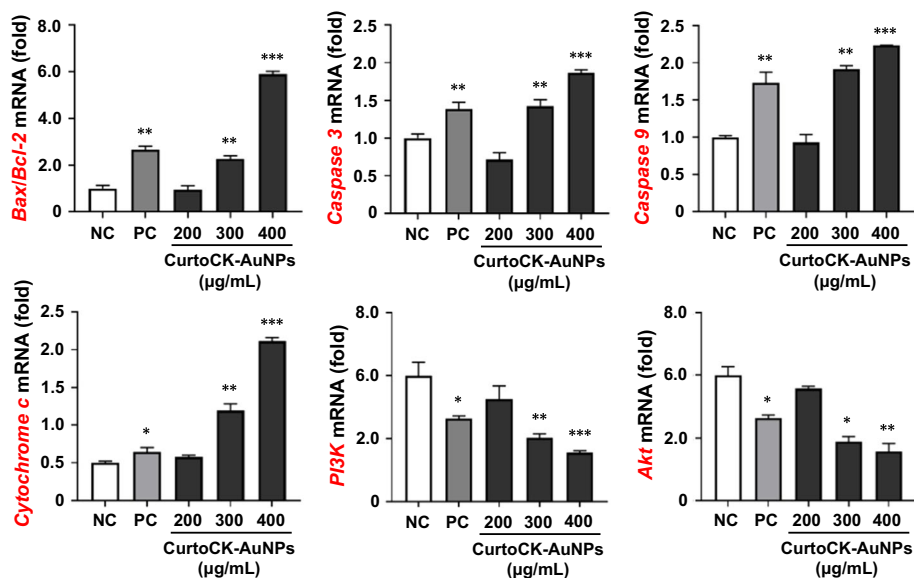 Bax/Bcl-2 mRNA (fold)
8.0
6.0
4.0
2.0
0
**
**
***
NC PC 200 300 400
CurtoCK-AuNPs
(µg/mL)
Caspase 3 mRNA (fold)
2.5
2.0
1.5
1.0
0.5
0
**
**
***
NC PC 200 300 400
CurtoCK-AuNPs
(µg/mL)
Caspase 9 mRNA (fold)
2.5
2.0
1.5
1.0
0.5
0
**
**
***
NC PC 200 300 400
CurtoCK-AuNPs
(µg/mL)
Cytochrome c mRNA (fold)
2.5
2.0
1.5
1.0
0.5
0
*
**
***
NC PC 200 300 400
CurtoCK-AuNPs
(µg/mL)
PI3K mRNA (fold)
6.0
6.0
2.0
0
*
**
***
NC PC 200 300 400
CurtoCK-AuNPs
(µg/mL)
Akt mRNA (fold)
6.0
6.0
2.0
0
*
*
**
NC PC 200 300 400
CurtoCK-AuNPs
(µg/mL)